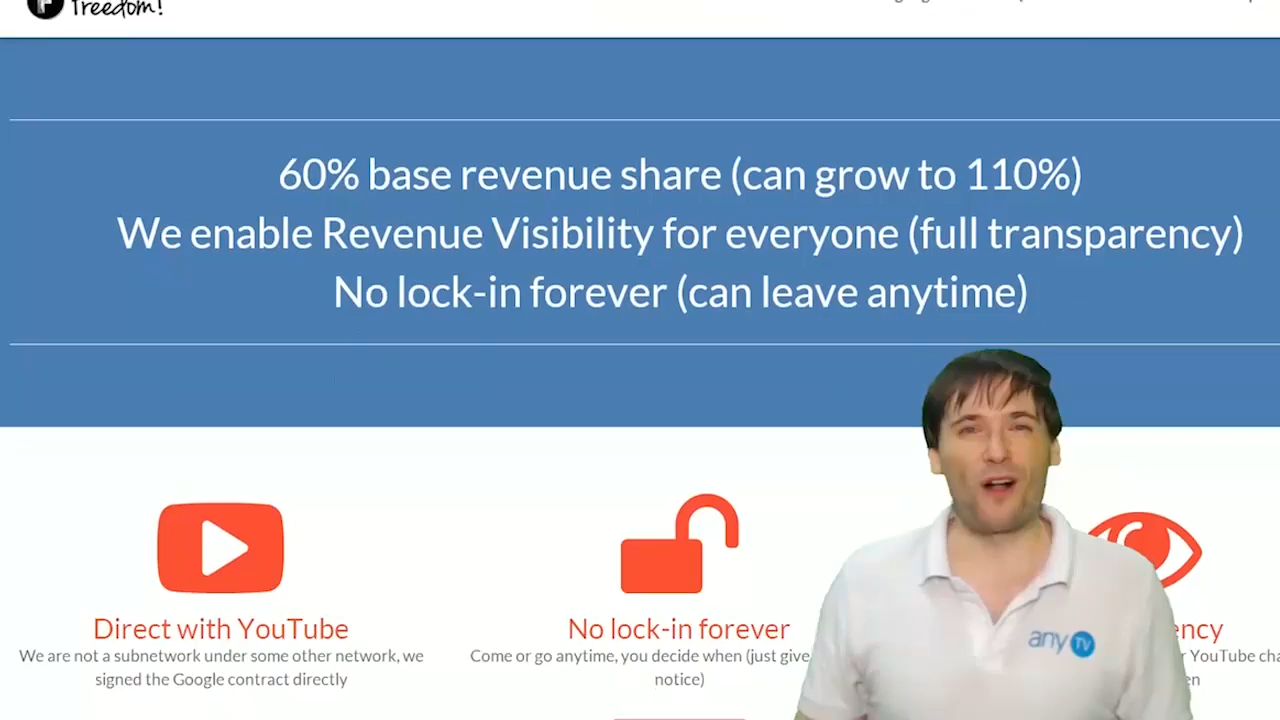 freedom!
60% base revenue share (can grow to 110%)
We enable Revenue Visibility for everyone (full transparency)
No lock-in forever (can leave anytime)
Direct with YouTube
We are not a subnetwork under some other network, we
signed the Google contract directly
No lock-in forever
Come or go anytime, you decide when (just give
notice)
ency
YouTube cha
en
any TV